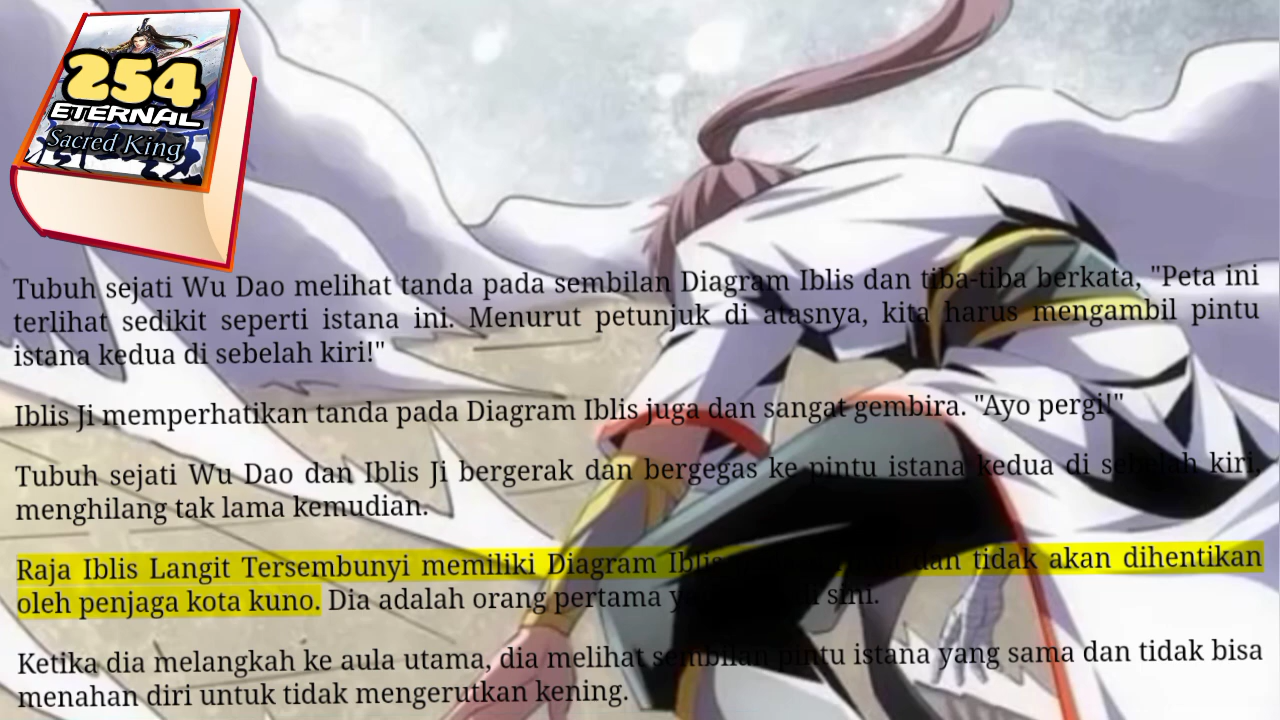 254
ETERNAL
Sacred King
Tubuh sejati Wu Dao melihat tanda pada sembilan Diagram Iblis dan tiba-tiba berkata, "Peta ini
terlihat sedikit seperti istana ini. Menurut petunjuk di atasnya, kita harus mengambil pintu
istana kedua di sebelah kiri!"
Iblis Ji memperhatikan tanda pada Diagram Iblis juga dan sangat gembira. "Ayo pergi!"
Tubuh sejati Wu Dao dan Iblis Ji bergerak dan bergegas ke pintu istana kedua di sebelah kiri,
menghilang tak lama kemudian.
Raja Iblis Langit Tersembunyi memiliki Diagram Iblis dan tidak akan dihentikan
oleh penjaga kota kuno. Dia adalah orang pertama sini.
Ketika dia melangkah ke aula utama, dia melihat sembilan pintu istana yang sama dan tidak bisa
menahan diri untuk tidak mengerutkan kening.